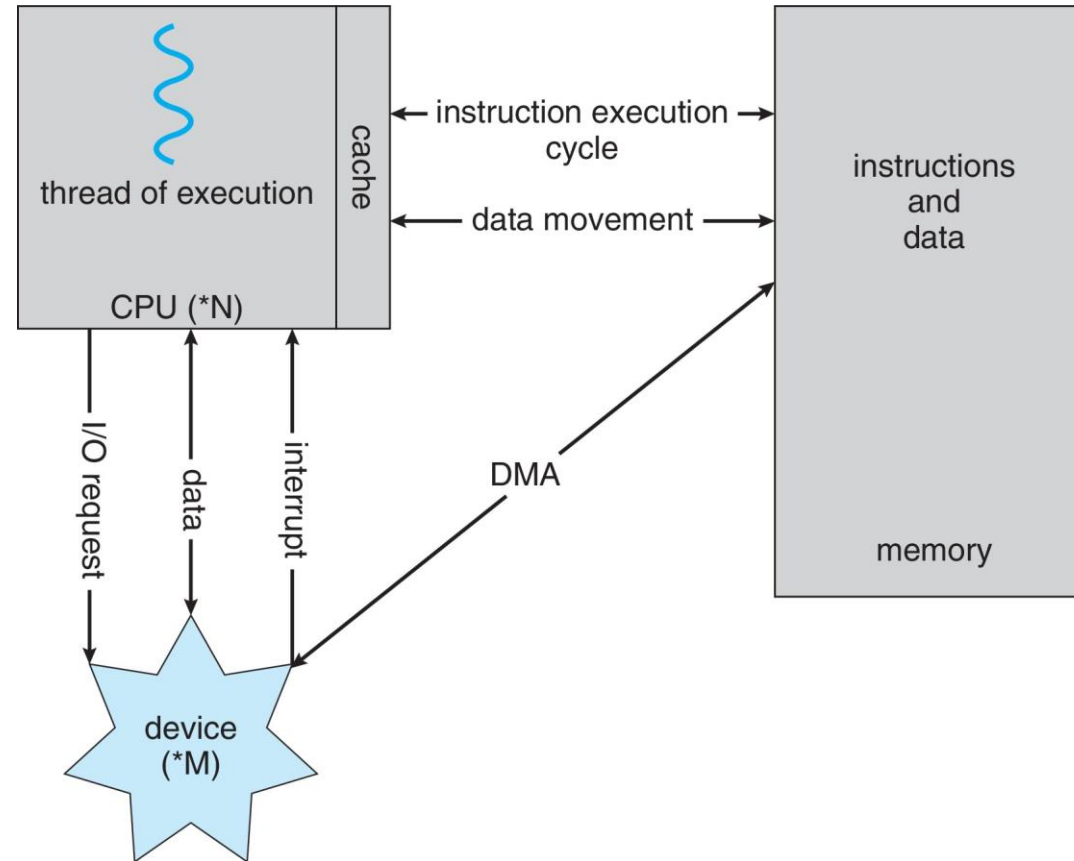 thread of execution
CPU (*N)
cache
instruction execution
cycle
data movement
instructions
and
data
memory
I/O request
data
interrupt
DMA
device
(*M)